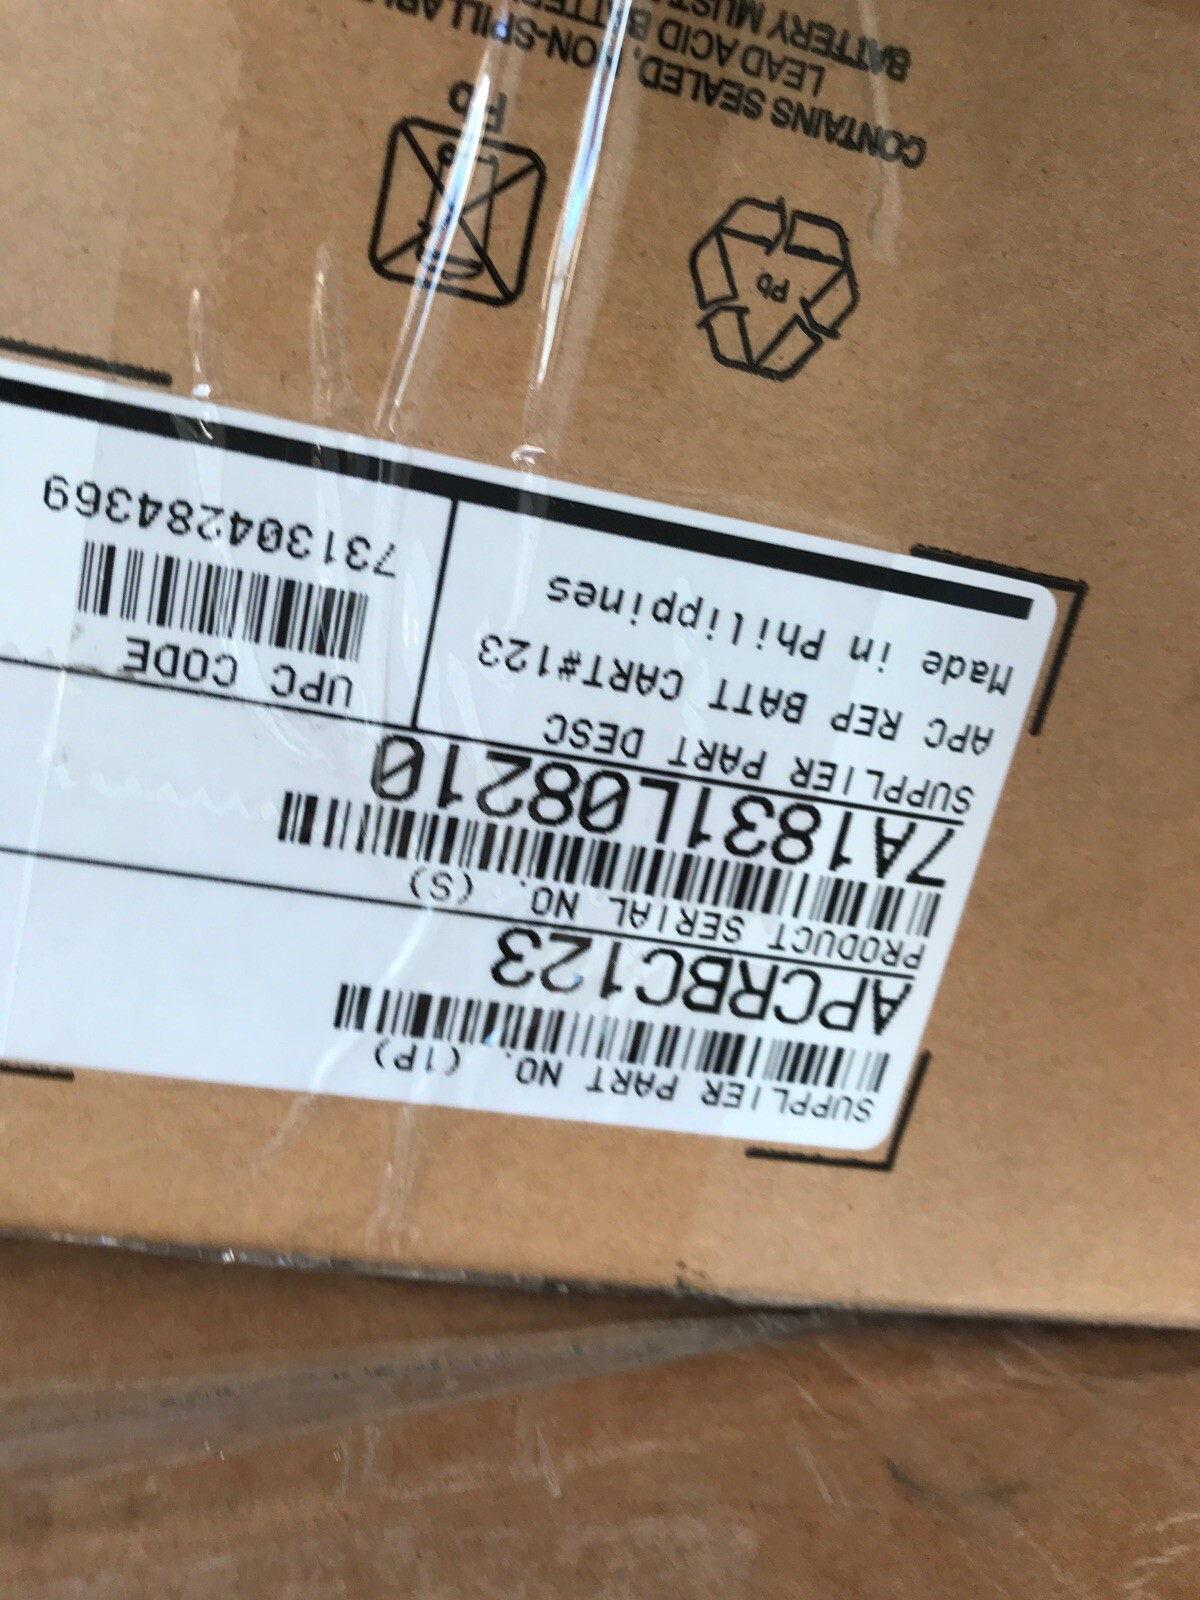 SUPPLIER PART NO. (1P)
APCRBC123
PRODUCT SERIAL NO. (S)
7A1831L08210
SUPPLIER PART DESC
APC REP BATT CART#123
Made in Philippines
UPC CODE
731304284369
Pb
Pb
CONTAINS SEALED, NON-SPILLABLE
LEAD ACID BATTERY
BATTERY MUST